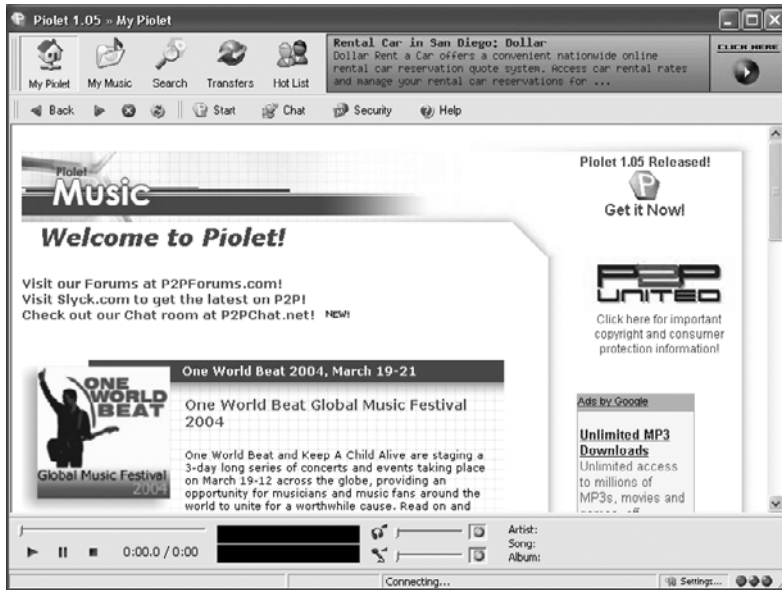 Piolet 1.05 » My Piolet
My Piolet
My Music
Search
Transfers
Hot List
Rental Car in San Diego; Dollar
Dollar Rent a Car offers a convenient nationwide online
rental car reservation quote system. Access car rental rates
and manage your rental car reservations for ...
CLICK HERE
Back
Start
Chat
Security
Help
Piolet
Music
Welcome to Piolet!
Visit our Forums at P2PForums.com!
Visit Slyck.com to get the latest on P2P!
Check out our Chat room at P2PChat.net! NEW!
ONE
WORLD
BEAT
Global Music Festival
2004
One World Beat 2004, March 19-21
One World Beat Global Music Festival
2004
One World Beat and Keep A Child Alive are staging a
3-day long series of concerts and events taking place
on March 19-12 across the globe, providing an
opportunity for musicians and music fans around the
world to unite for a worthwhile cause. Read on and
Piolet 1.05 Released!
P
Get it Now!
P2P
UNITED
Click here for important
copyright and consumer
protection information!
Ads by Google
Unlimited MP3
Downloads
Unlimited access
to millions of
MP3s, movies and
games, off
0:00.0 / 0:00
Artist:
Song:
Album:
Connecting...
Settings...